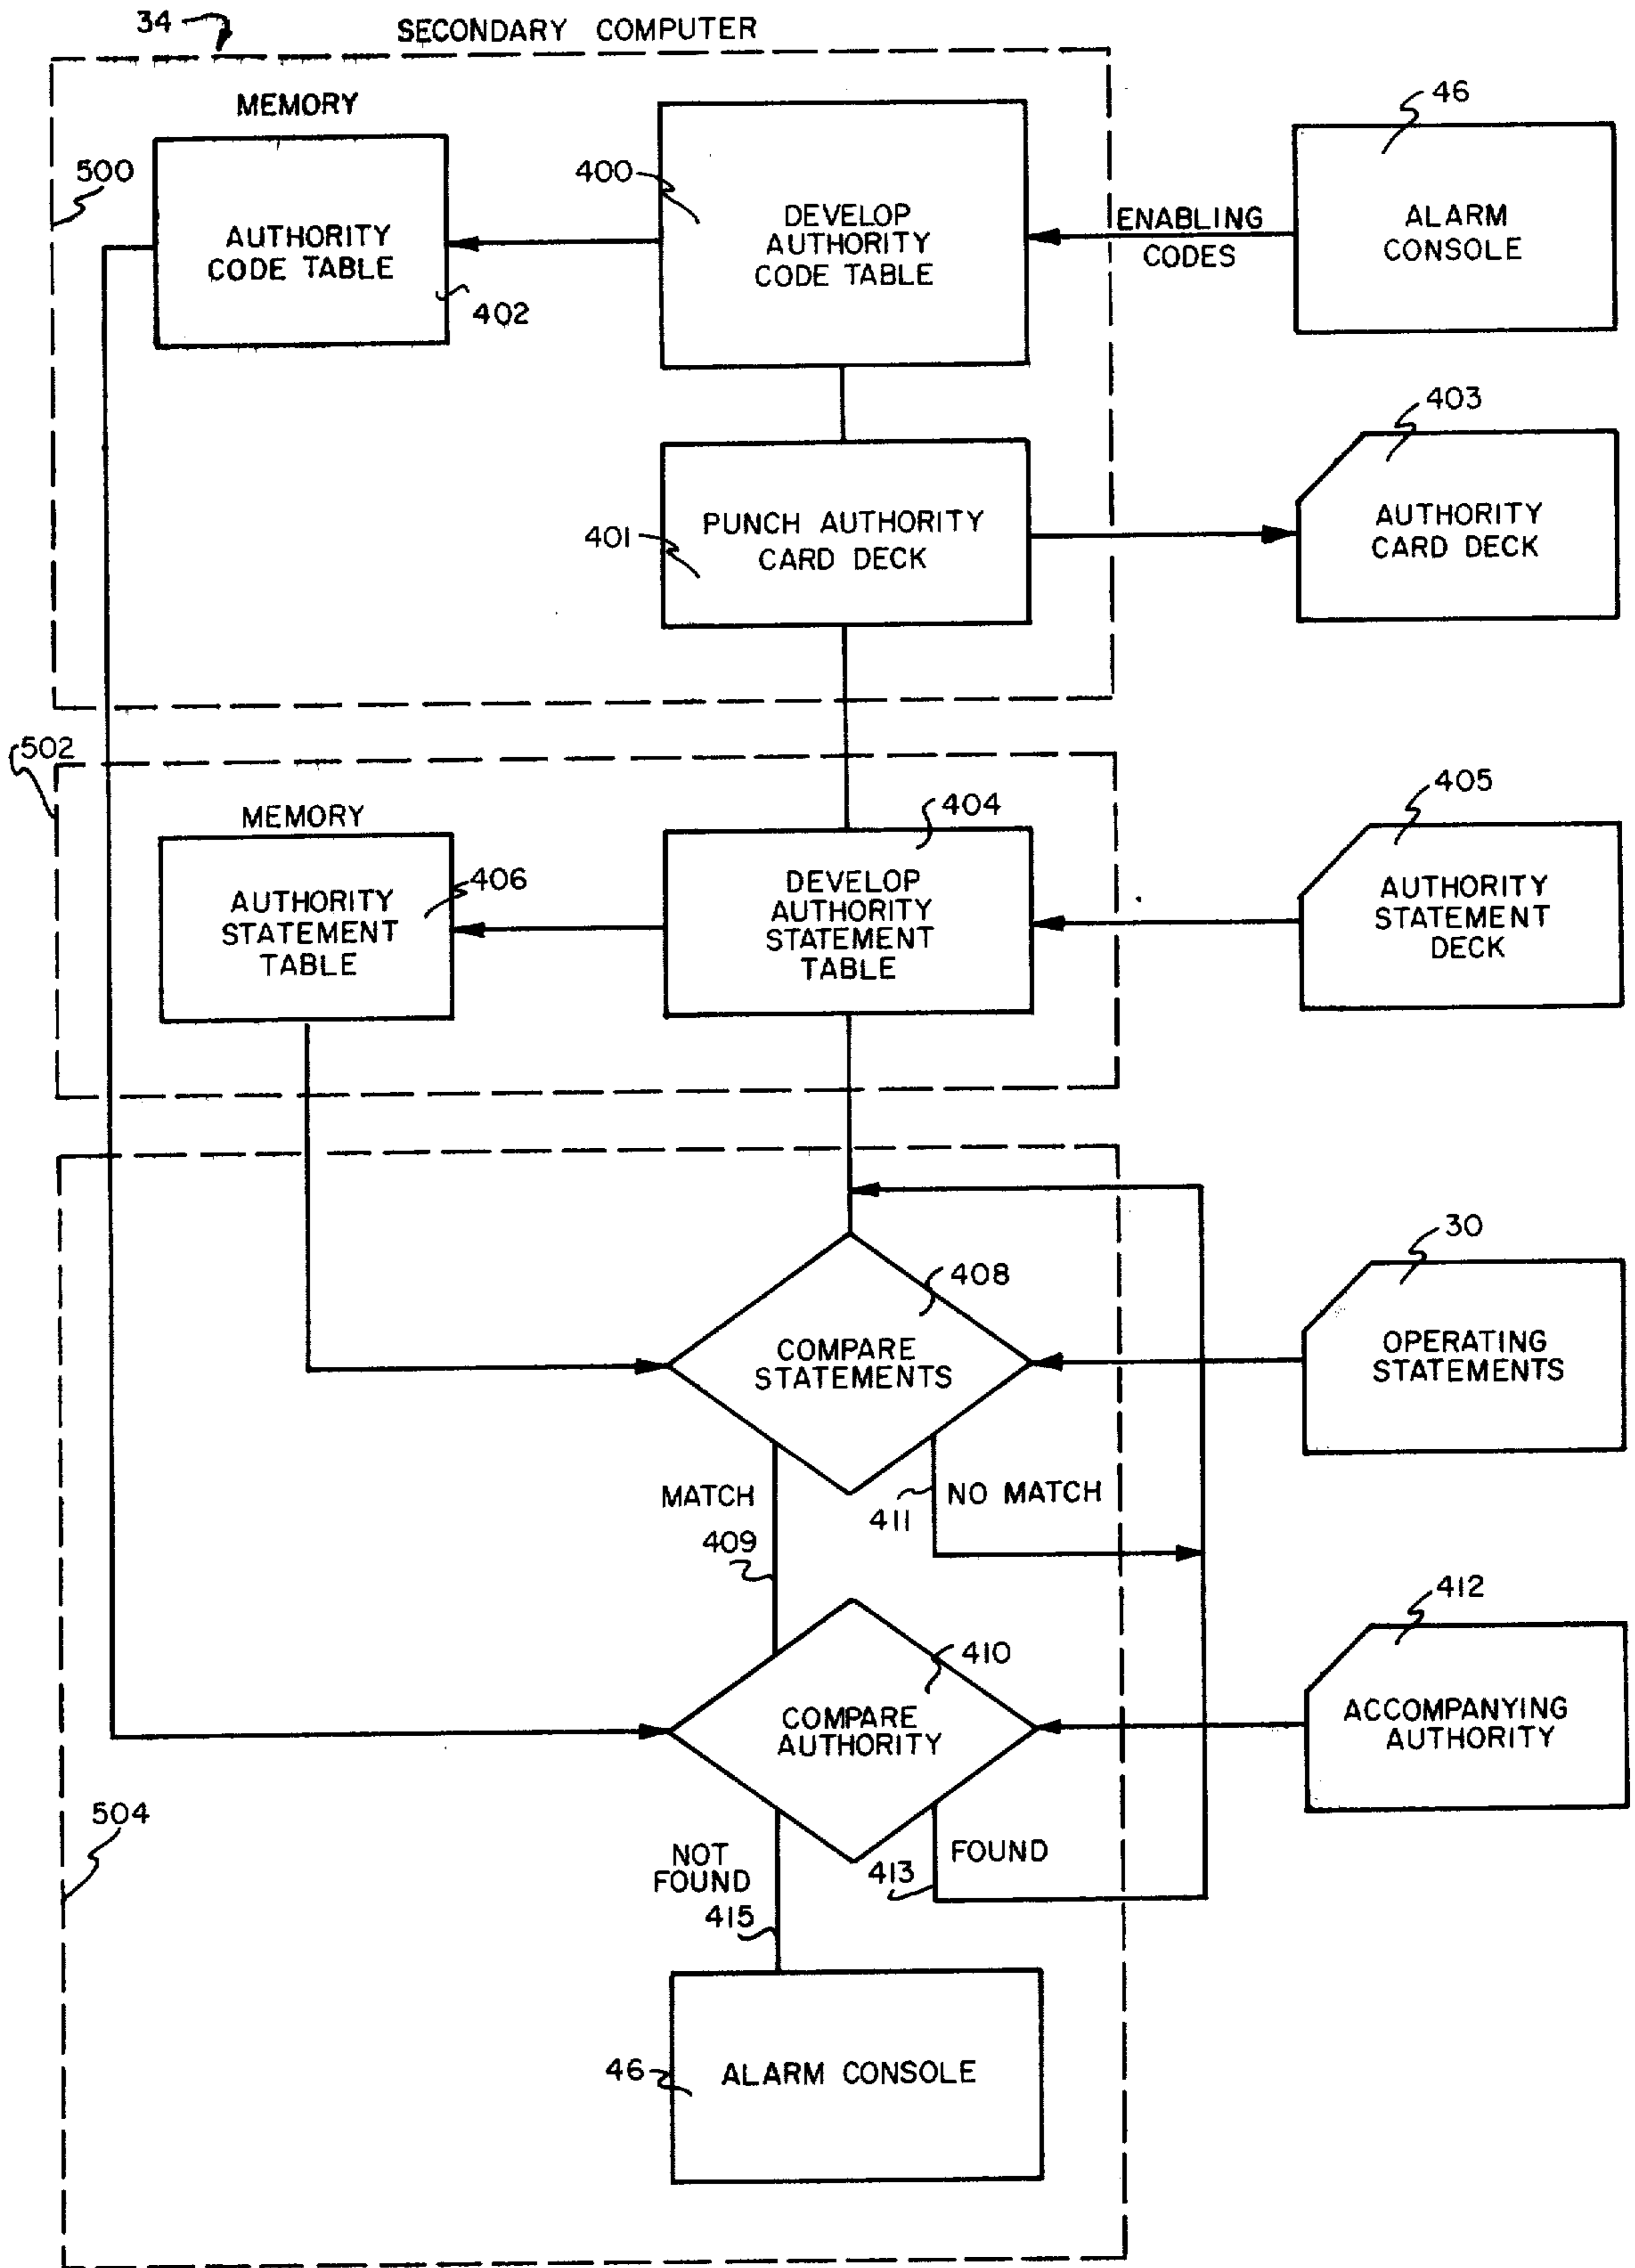 34
SECONDARY COMPUTER
MEMORY
46
500
400
AUTHORITY
CODE TABLE
402
DEVELOP
AUTHORITY
CODE TABLE
ENABLING
CODES
ALARM
CONSOLE
403
401
PUNCH AUTHORITY
CARD DECK
AUTHORITY
CARD DECK
502
MEMORY
404
405
406
AUTHORITY
STATEMENT
TABLE
DEVELOP
AUTHORITY
STATEMENT
TABLE
AUTHORITY
STATEMENT
DECK
30
408
COMPARE
STATEMENTS
OPERATING
STATEMENTS
MATCH
409
411
NO MATCH
412
410
COMPARE
AUTHORITY
ACCOMPANYING
AUTHORITY
504
NOT
FOUND
415
413
FOUND
46
ALARM CONSOLE